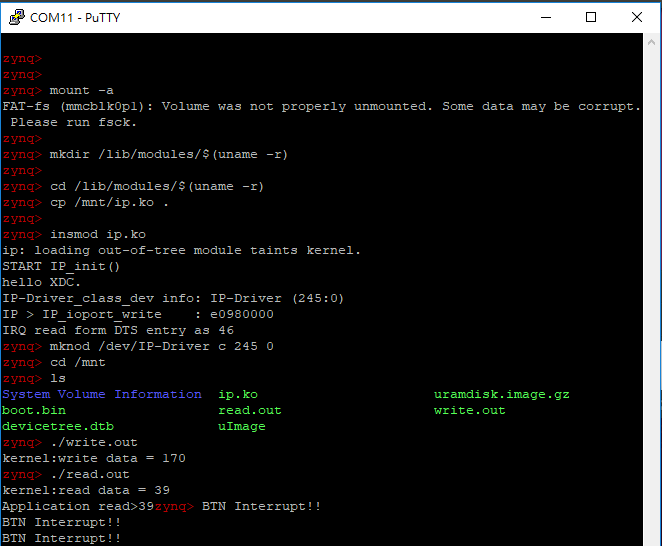 COM11 - PuTTY
zynq>
zynq>
zynq> mount -a
FAT-fs (mmcblk0p1): Volume was not properly unmounted. Some data may be corrupt.
 Please run fsck.
zynq>
zynq> mkdir /lib/modules/$(uname -r)
zynq>
zynq> cd /lib/modules/$(uname -r)
zynq> cp /mnt/ip.ko .
zynq>
zynq> insmod ip.ko
ip: loading out-of-tree module taints kernel.
START IP_init()
hello XDC.
IP-Driver_class_dev info: IP-Driver (245:0)
IP > IP_ioport_write    : e0980000
IRQ read form DTS entry as 46
zynq> mknod /dev/IP-Driver c 245 0
zynq> cd /mnt
zynq> ls
System Volume Information  ip.ko                      uramdisk.image.gz
boot.bin                   read.out                   write.out
devicetree.dtb             uImage
zynq> ./write.out
kernel:write data = 170
zynq> ./read.out
kernel:read data = 39
Application read>39zynq> BTN Interrupt!!
BTN Interrupt!!
BTN Interrupt!!